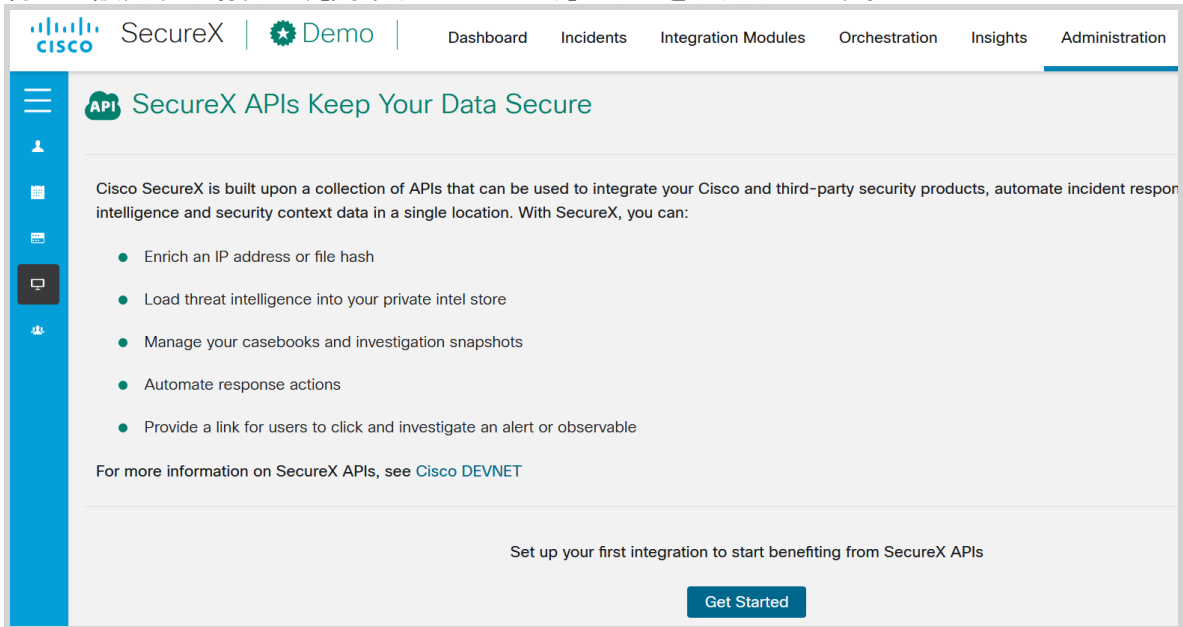 CISCO SecureX Demo Dashboard Incidents Integration Modules Orchestration Insights Administration
API SecureX APIs Keep Your Data Secure
Cisco SecureX is built upon a collection of APIs that can be used to integrate your Cisco and third-party security products, automate incident respon
intelligence and security context data in a single location. With SecureX, you can:
Enrich an IP address or file hash
Load threat intelligence into your private intel store
Manage your casebooks and investigation snapshots
Automate response actions
Provide a link for users to click and investigate an alert or observable
For more information on SecureX APIs, see Cisco DEVNET
Set up your first integration to start benefiting from SecureX APIs
Get Started